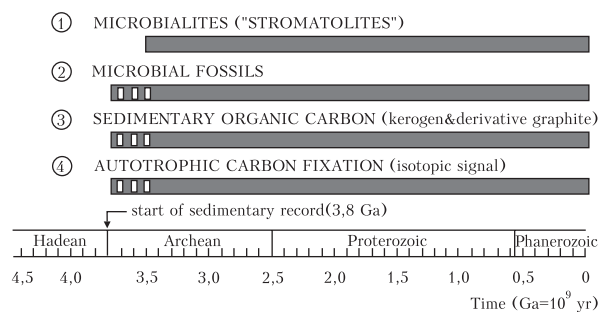 ① MICROBIALITES ("STROMATOLITES")
② MICROBIAL FOSSILS
③ SEDIMENTARY ORGANIC CARBON (kerogen&derivative graphite)
④ AUTOTROPHIC CARBON FIXATION (isotopic signal)
start of sedimentary record(3,8 Ga)
Hadean Archean Proterozoic Phanerozoic
4,5 4,0 3,5 3,0 2,5 2,0 1,5 1,0 0,5 0
Time (Ga=10⁹ yr)